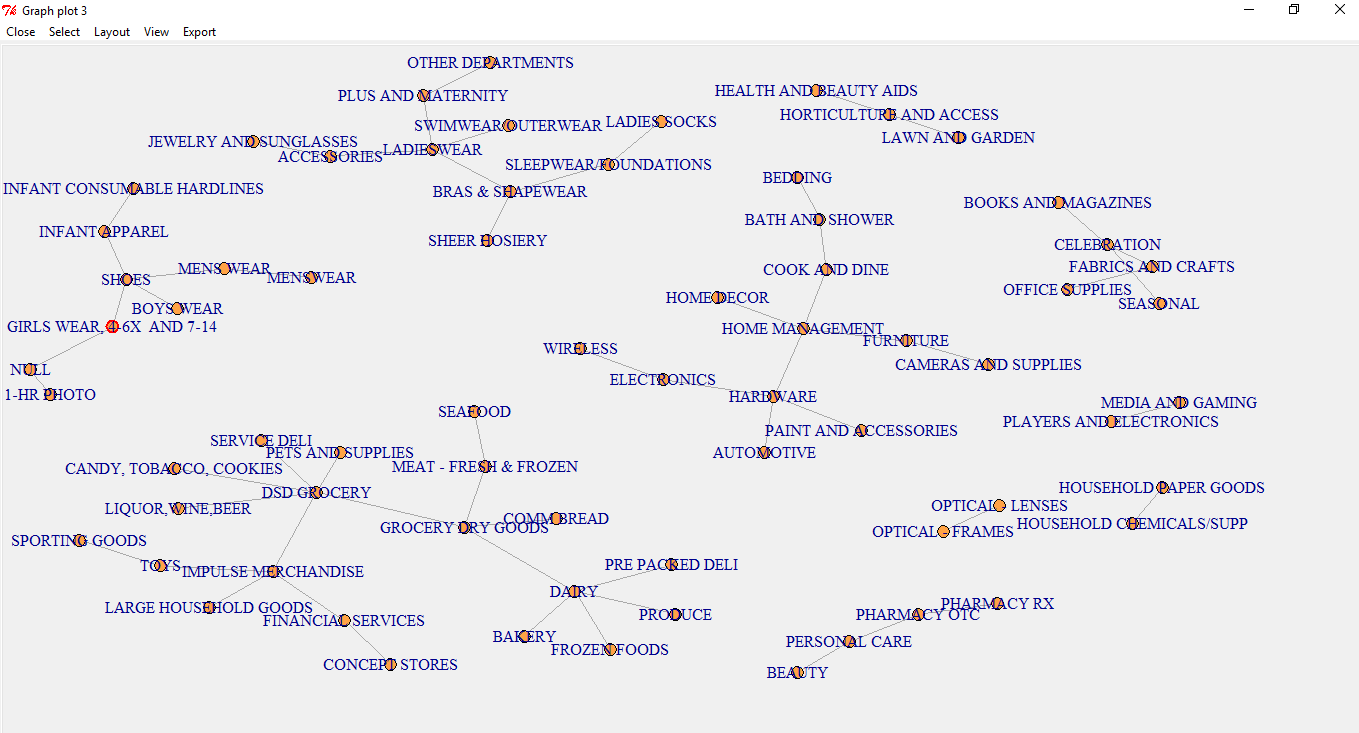 Graph plot 3
Close Select Layout View Export
OTHER DEPARTMENTS
PLUS AND MATERNITY
HEALTH AND BEAUTY AIDS
HORTICULTURE AND ACCESS
LAWN AND GARDEN
SWIMWEAR/OUTERWEAR
LADIES SOCKS
JEWELRY AND SUNGLASSES
ACCESSORIES
LADIESWEAR
SLEEPWEAR/FOUNDATIONS
BRAS & SHAPEWEAR
SHEER HOSIERY
INFANT CONSUMABLE HARDLINES
INFANT APPAREL
SHOES
MENS WEAR
MENSWEAR
BOYS WEAR
GIRLS WEAR, 4-6X  AND 7-14
NULL
1-HR PHOTO
BEDDING
BATH AND SHOWER
COOK AND DINE
HOME DECOR
HOME MANAGEMENT
FURNITURE
CAMERAS AND SUPPLIES
WIRELESS
ELECTRONICS
HARDWARE
PAINT AND ACCESSORIES
AUTOMOTIVE
BOOKS AND MAGAZINES
CELEBRATION
FABRICS AND CRAFTS
OFFICE SUPPLIES
SEASONAL
MEDIA AND GAMING
PLAYERS AND ELECTRONICS
SEAFOOD
SERVICE DELI
PETS AND SUPPLIES
CANDY, TOBACCO, COOKIES
MEAT - FRESH & FROZEN
DSD GROCERY
LIQUOR,WINE,BEER
COMM BREAD
GROCERY DRY GOODS
SPORTING GOODS
TOYS
IMPULSE MERCHANDISE
LARGE HOUSEHOLD GOODS
FINANCIAL SERVICES
CONCEPT STORES
PRE PACKED DELI
DAIRY
PRODUCE
BAKERY
FROZEN FOODS
HOUSEHOLD PAPER GOODS
HOUSEHOLD CHEMICALS/SUPP
OPTICAL - LENSES
OPTICAL - FRAMES
PHARMACY RX
PHARMACY OTC
PERSONAL CARE
BEAUTY